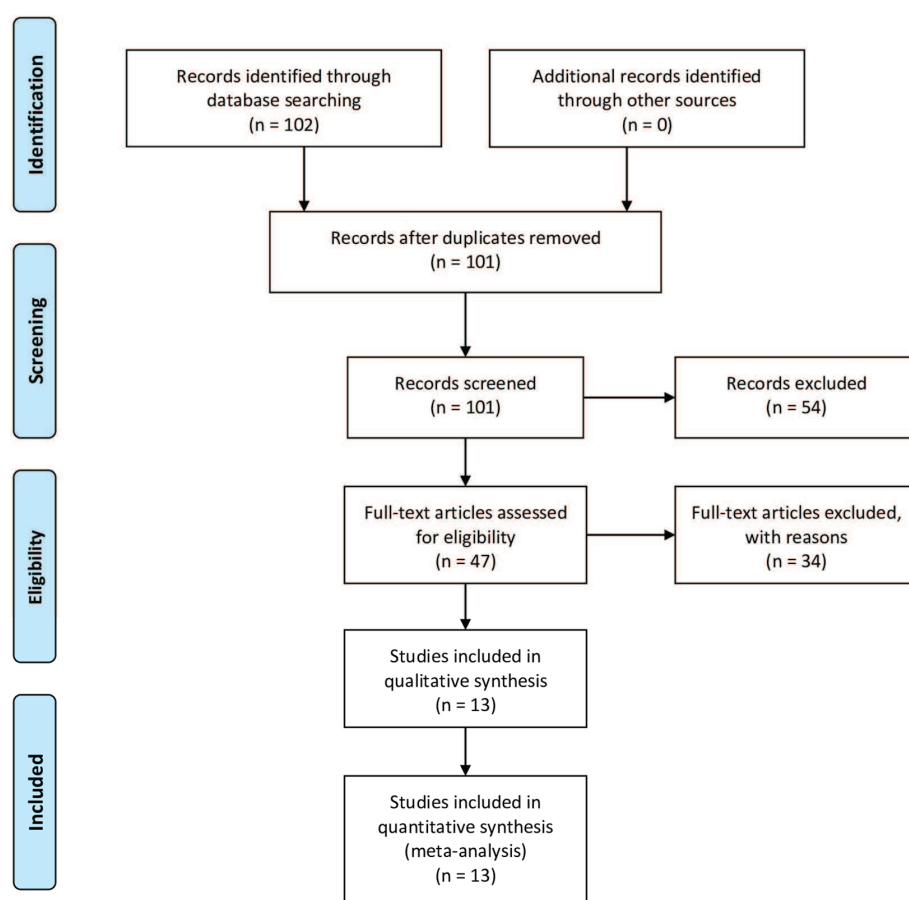 Identification
Records identified through
database searching
(n = 102)
Additional records identified
through other sources
(n = 0)
Records after duplicates removed
(n = 101)
Screening
Records screened
(n = 101)
Records excluded
(n = 54)
Eligibility
Full-text articles assessed
for eligibility
(n = 47)
Full-text articles excluded,
with reasons
(n = 34)
Studies included in
qualitative synthesis
(n = 13)
Included
Studies included in
quantitative synthesis
(meta-analysis)
(n = 13)